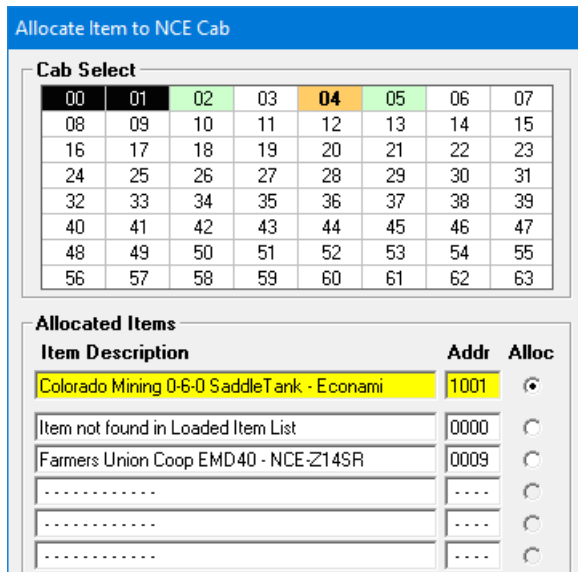 Allocate Item to NCE Cab
Cab Select
00 01 02 03 04 05 06 07
08 09 10 11 12 13 14 15
16 17 18 19 20 21 22 23
24 25 26 27 28 29 30 31
32 33 34 35 36 37 38 39
40 41 42 43 44 45 46 47
48 49 50 51 52 53 54 55
56 57 58 59 60 61 62 63
Allocated Items
Item Description Addr Alloc
Colorado Mining 0-6-0 SaddleTank - Econami 1001
Item not found in Loaded Item List 0000
Farmers Union Coop EMD40 - NCE-Z14SR 0009
- - - - - - - - - - - - - - - -
- - - - - - - - - - - - - - - -
- - - - - - - - - - - - - - - -